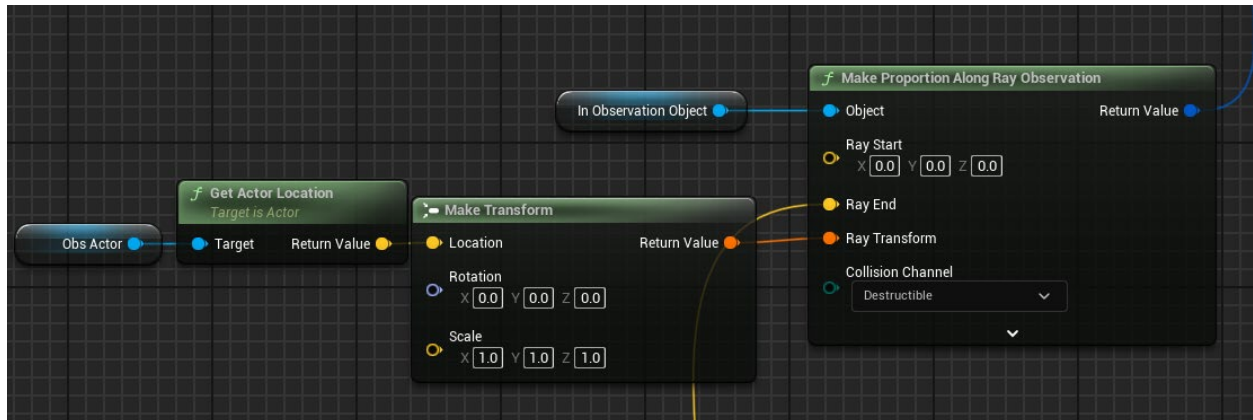 Make Proportion Along Ray Observation
In Observation Object
Object
Return Value
Ray Start
X 0.0 Y 0.0 Z 0.0
Get Actor Location
Target is Actor
Make Transform
Ray End
Obs Actor
Target
Return Value
Location
Return Value
Ray Transform
Rotation
X 0.0 Y 0.0 Z 0.0
Collision Channel
Destructible
Scale
X 1.0 Y 1.0 Z 1.0